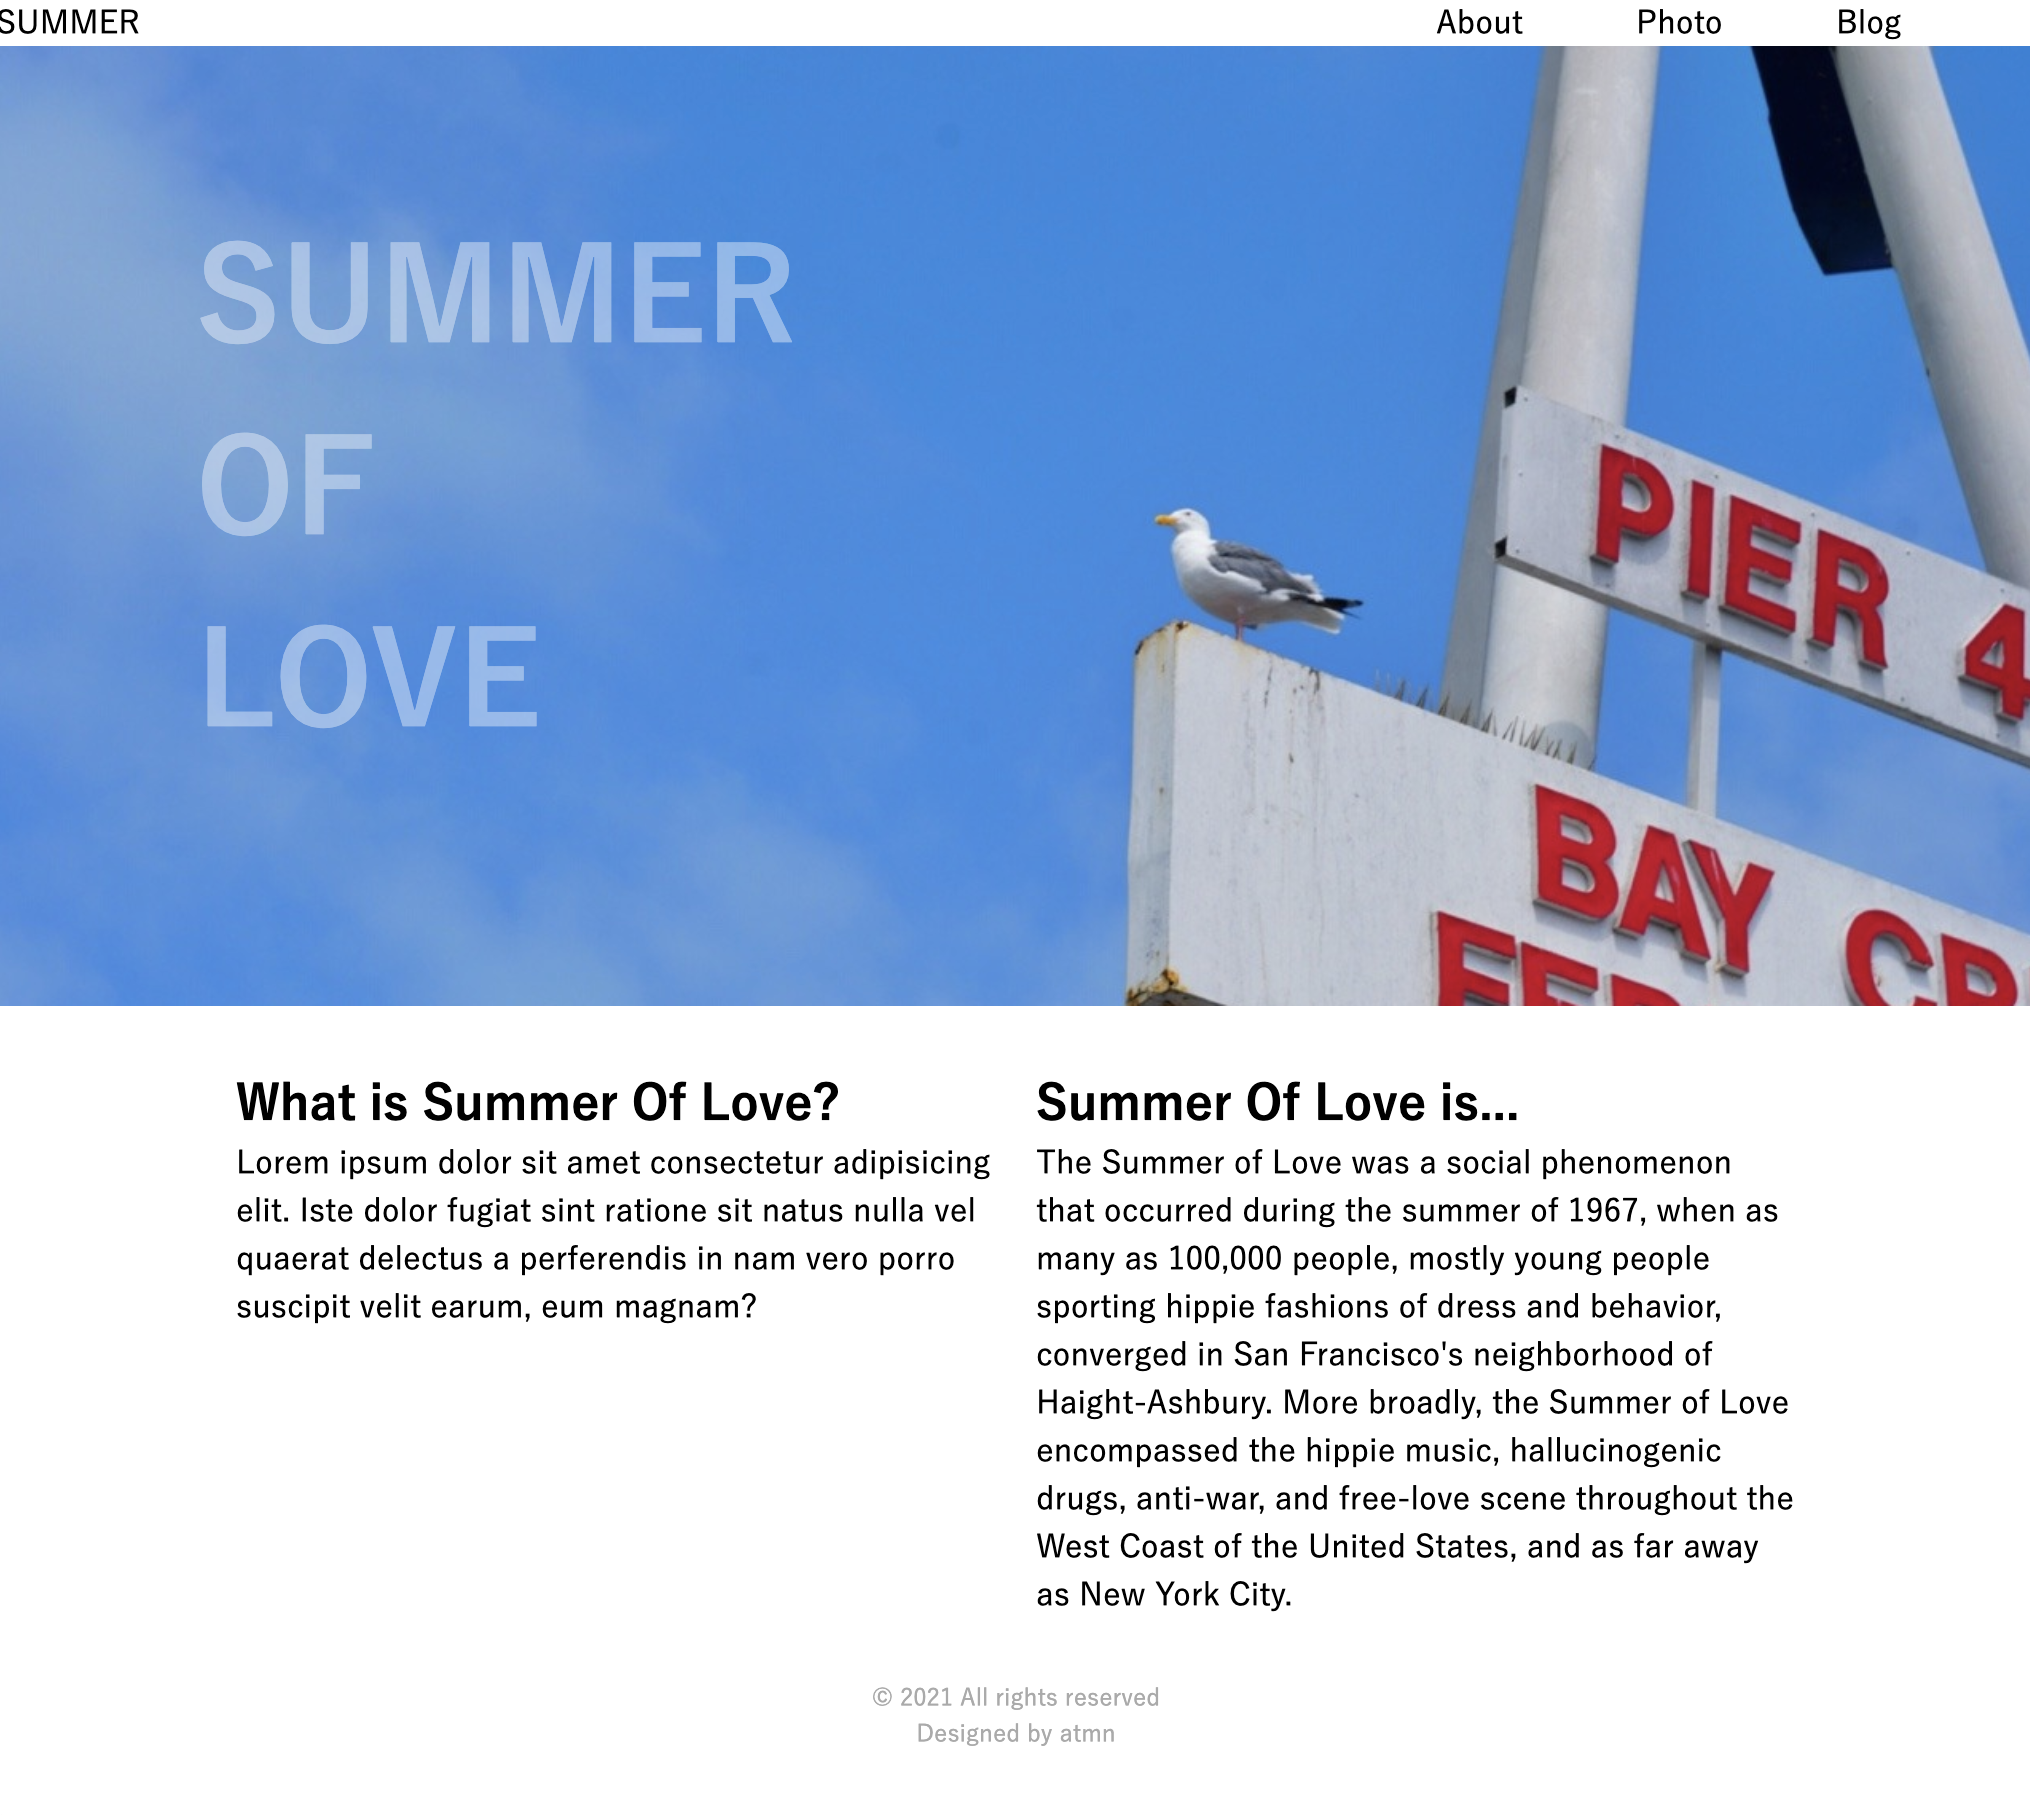 SUMMER
About Photo Blog
SUMMER
OF
LOVE
PIER 4
BAY CR
FER
What is Summer Of Love?
Lorem ipsum dolor sit amet consectetur adipisicing
elit. Iste dolor fugiat sint ratione sit natus nulla vel
quaerat delectus a perferendis in nam vero porro
suscipit velit earum, eum magnam?
Summer Of Love is...
The Summer of Love was a social phenomenon
that occurred during the summer of 1967, when as
many as 100,000 people, mostly young people
sporting hippie fashions of dress and behavior,
converged in San Francisco's neighborhood of
Haight-Ashbury. More broadly, the Summer of Love
encompassed the hippie music, hallucinogenic
drugs, anti-war, and free-love scene throughout the
West Coast of the United States, and as far away
as New York City.
© 2021 All rights reserved
Designed by atmn